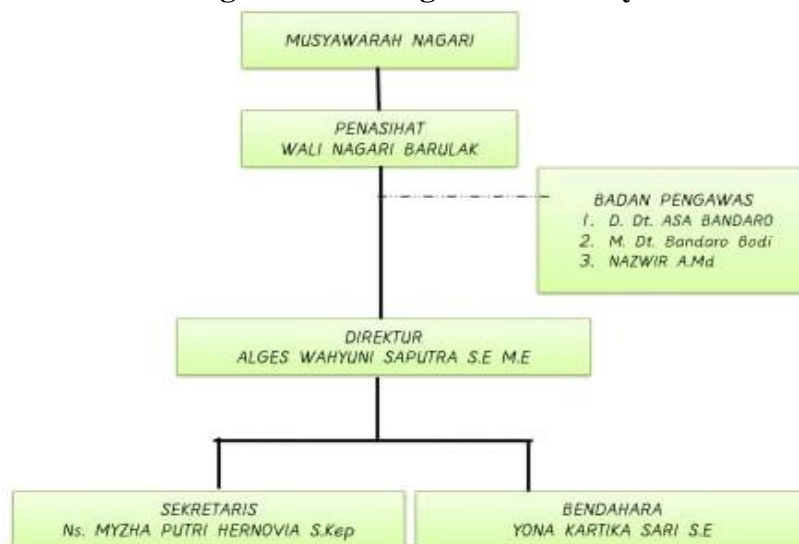 MUSYAWARAH NAGARI
PENASIHAT
WALI NAGARI BARULAK
BADAN PENGAWAS
1. D. Dt. ASA BANDARO
2. M. Dt. Bandaro Bodi
3. NAZWIR A.Md
DIREKTUR
ALGES WAHYUNI SAPUTRA S.E M.E
SEKRETARIS
Ns. MYZHA PUTRI HERNOVIA S.Kep
BENDAHARA
YONA KARTIKA SARI S.E